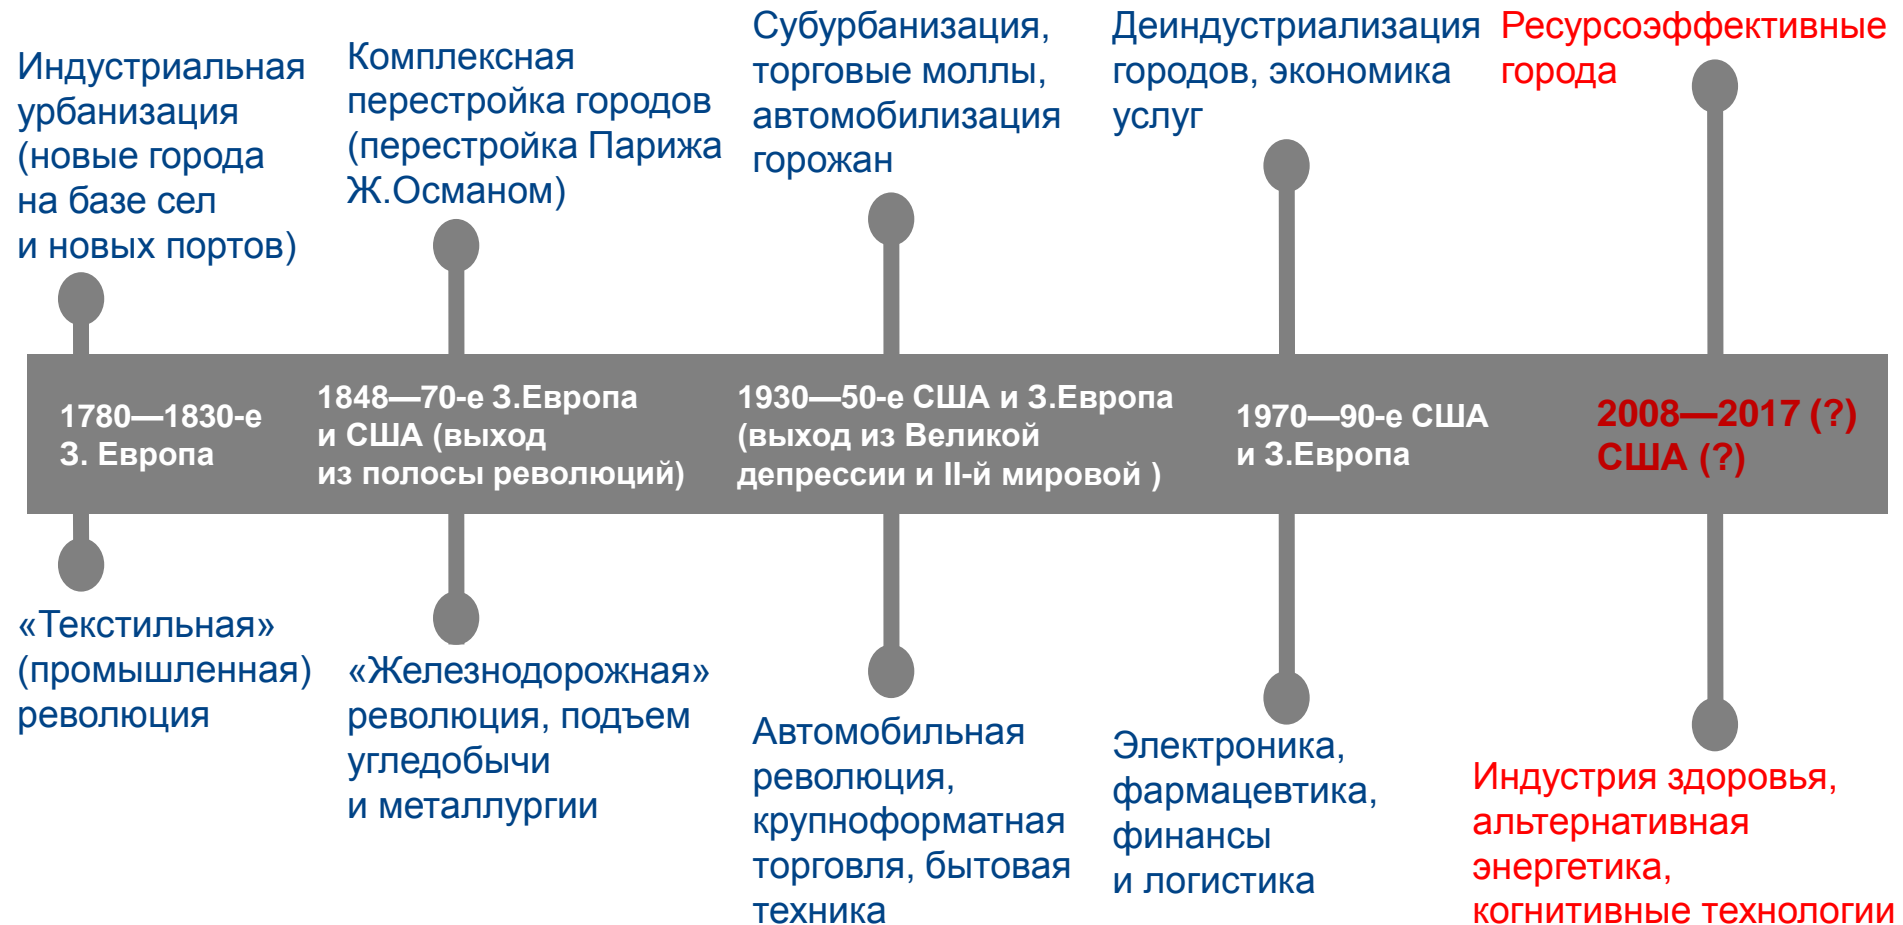 Индустриальная
урбанизация
(новые города
на базе сел
и новых портов)
Комплексная
перестройка городов
(перестройка Парижа
Ж.Османом)
Субурбанизация,
торговые моллы,
автомобилизация
горожан
Деиндустриализация
городов, экономика
услуг
Ресурсоэффективные
города
1780—1830-е
З. Европа
1848—70-е З.Европа
и США (выход
из полосы революций)
1930—50-е США и З.Европа
(выход из Великой
депрессии и II-й мировой )
1970—90-е США
и З.Европа
2008—2017 (?)
США (?)
«Текстильная»
(промышленная)
революция
«Железнодорожная»
революция, подъем
угледобычи
и металлургии
Автомобильная
революция,
крупноформатная
торговля, бытовая
техника
Электроника,
фармацевтика,
финансы
и логистика
Индустрия здоровья,
альтернативная
энергетика,
когнитивные технологии